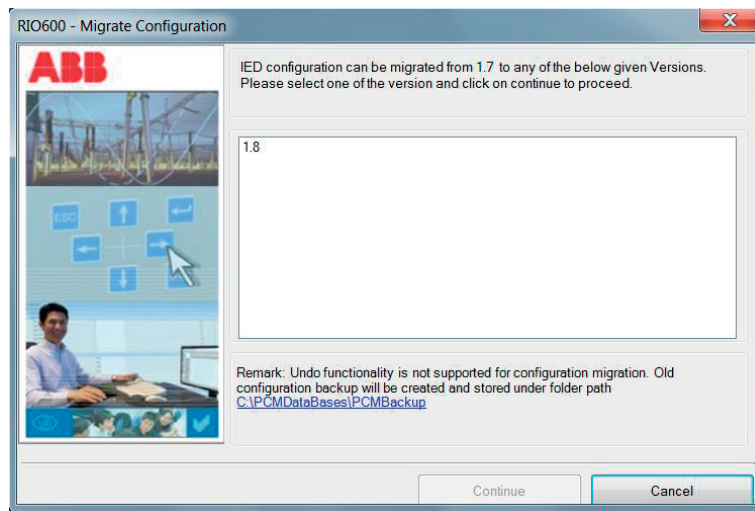 RIO600 - Migrate Configuration
X
ABB
IED configuration can be migrated from 1.7 to any of the below given Versions.
Please select one of the version and click on continue to proceed.
1.8
ESC
Remark: Undo functionality is not supported for configuration migration. Old
configuration backup will be created and stored under folder path
C:\PCMDataBases\PCMBackup
Continue
Cancel